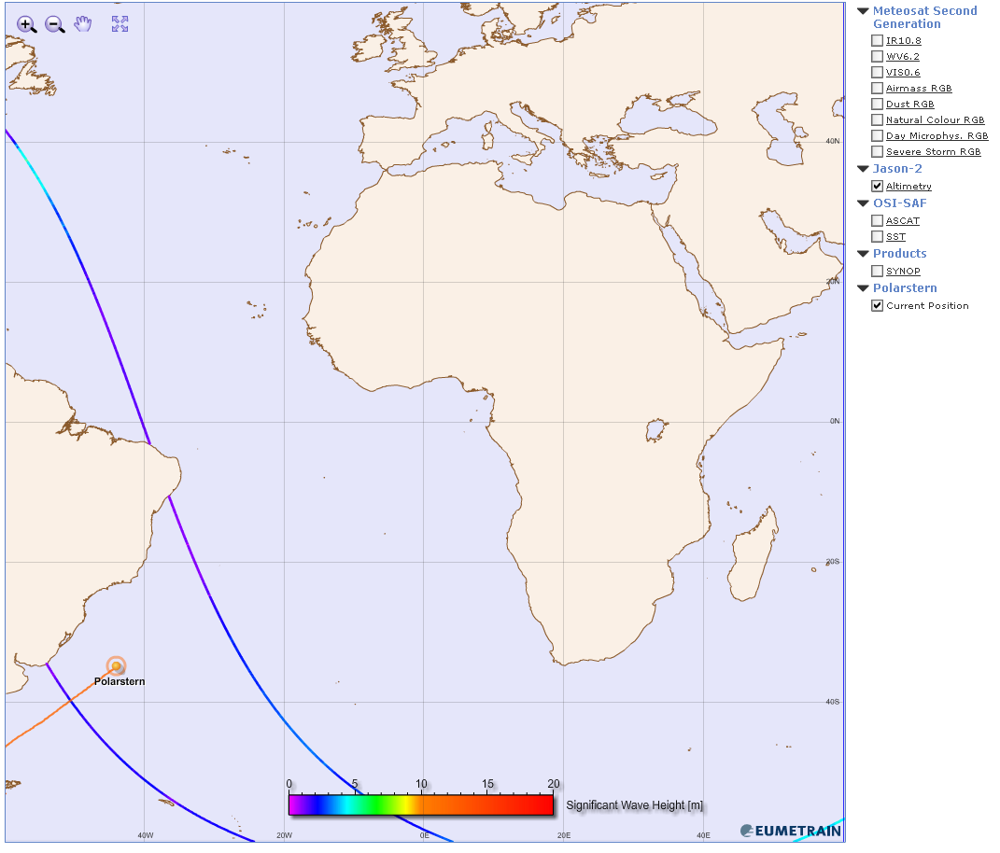 Meteosat Second
Generation
IR10.8
WV6.2
VIS0.6
Airmass RGB
Dust RGB
Natural Colour RGB
Day Microphys. RGB
Severe Storm RGB
Jason-2
Altimetry
OSI-SAF
ASCAT
SST
Products
SYNOP
Polarstern
Current Position
40N
20N
0N
20S
Polarstern
40S
0 5 10 15 20
Significant Wave Height [m]
40W 20W 0E 20E 40E
EUMETRAIN